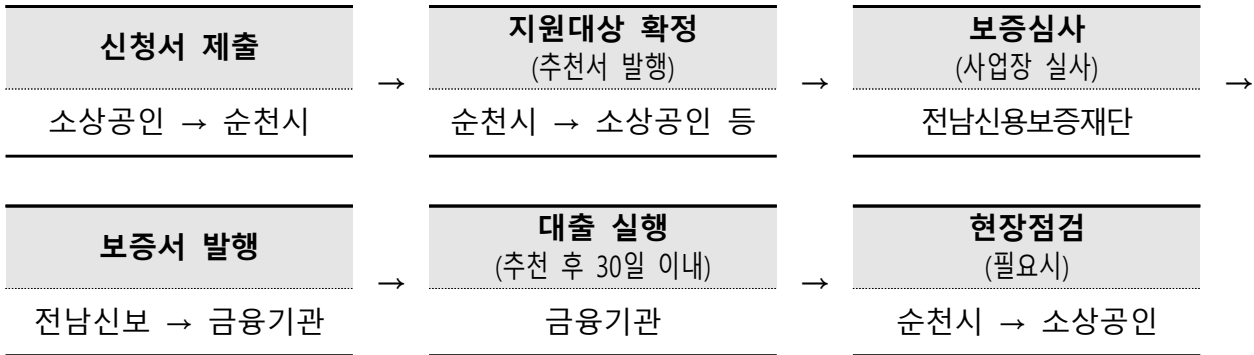 신청서 제출
소상공인 → 순천시
→
지원대상 확정
(추천서 발행)
순천시 → 소상공인 등
→
보증심사
(사업장 실사)
전남신용보증재단
→
보증서 발행
전남신보 → 금융기관
→
대출 실행
(추천 후 30일 이내)
금융기관
→
현장점검
(필요시)
순천시 → 소상공인